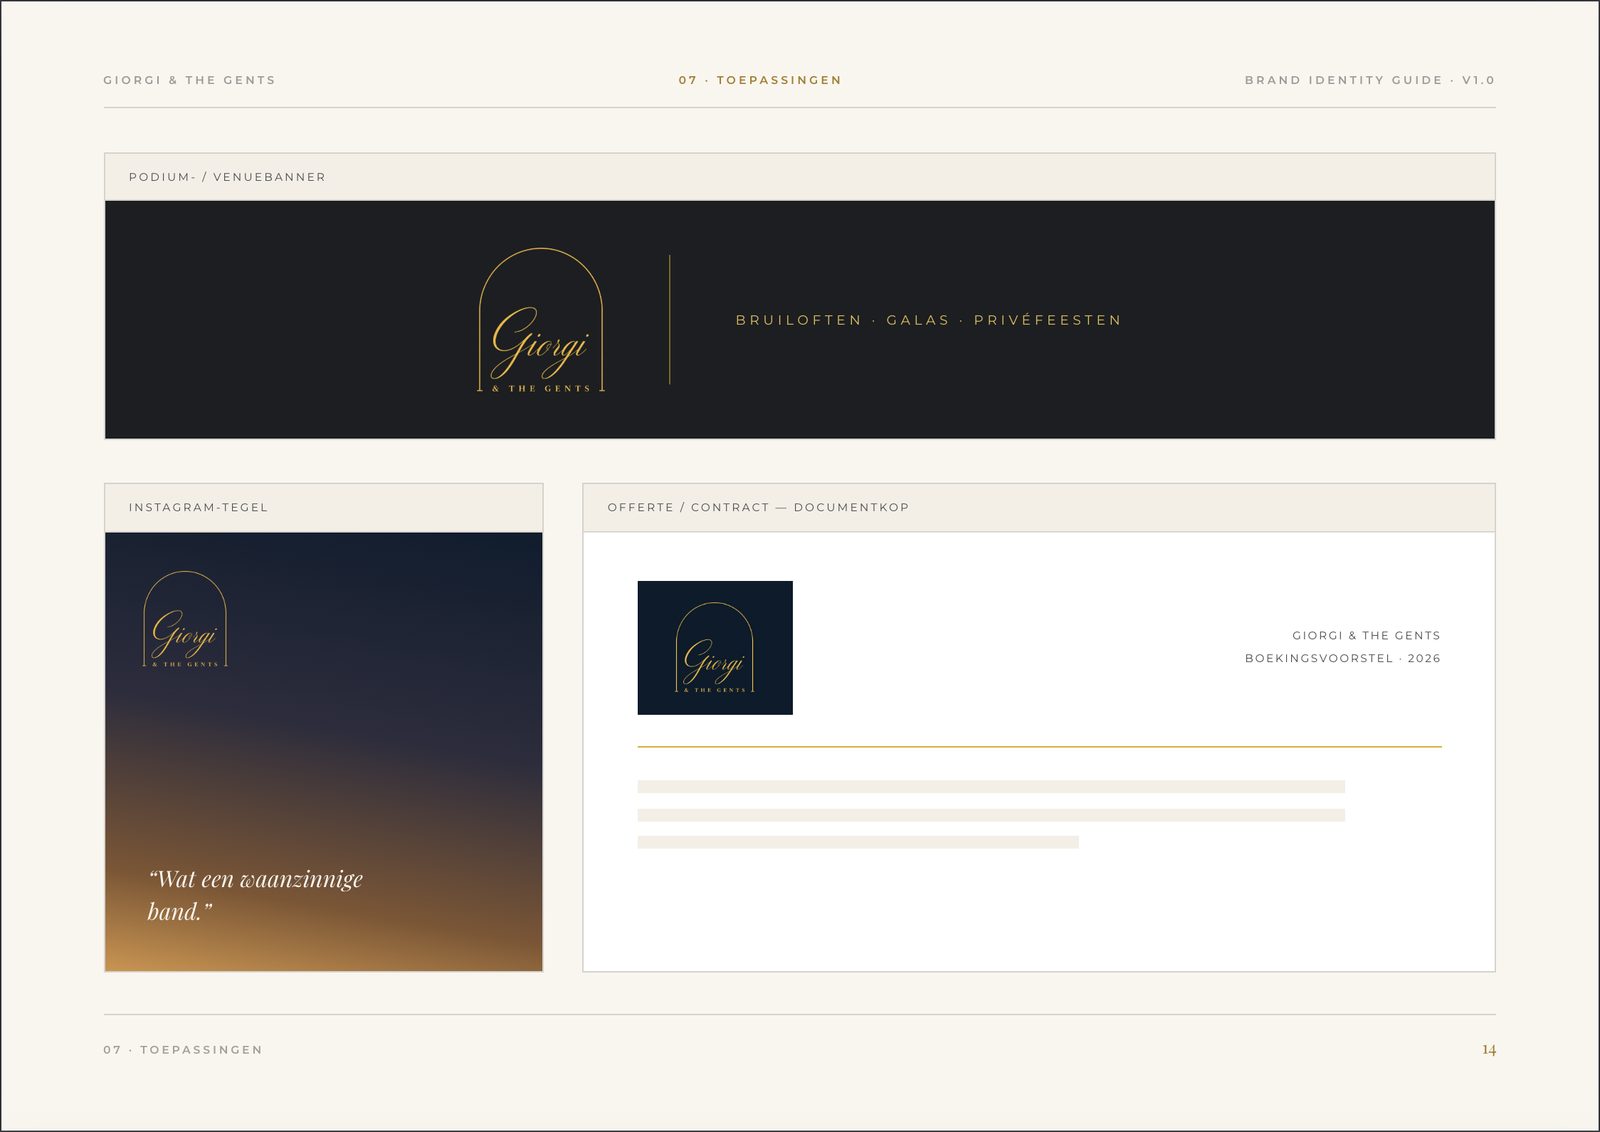 GIORGI & THE GENTS
07 · TOEPASSINGEN
BRAND IDENTITY GUIDE · V1.0
PODIUM- / VENUEBANNER
Giorgi
& THE GENTS
BRUILOFTEN · GALAS · PRIVÉFEESTEN
INSTAGRAM-TEGEL
Giorgi
& THE GENTS
“Wat een waanzinnige
band.”
OFFERTE / CONTRACT — DOCUMENTKOP
Giorgi
& THE GENTS
GIORGI & THE GENTS
BOEKINGSVOORSTEL · 2026
07 · TOEPASSINGEN
14